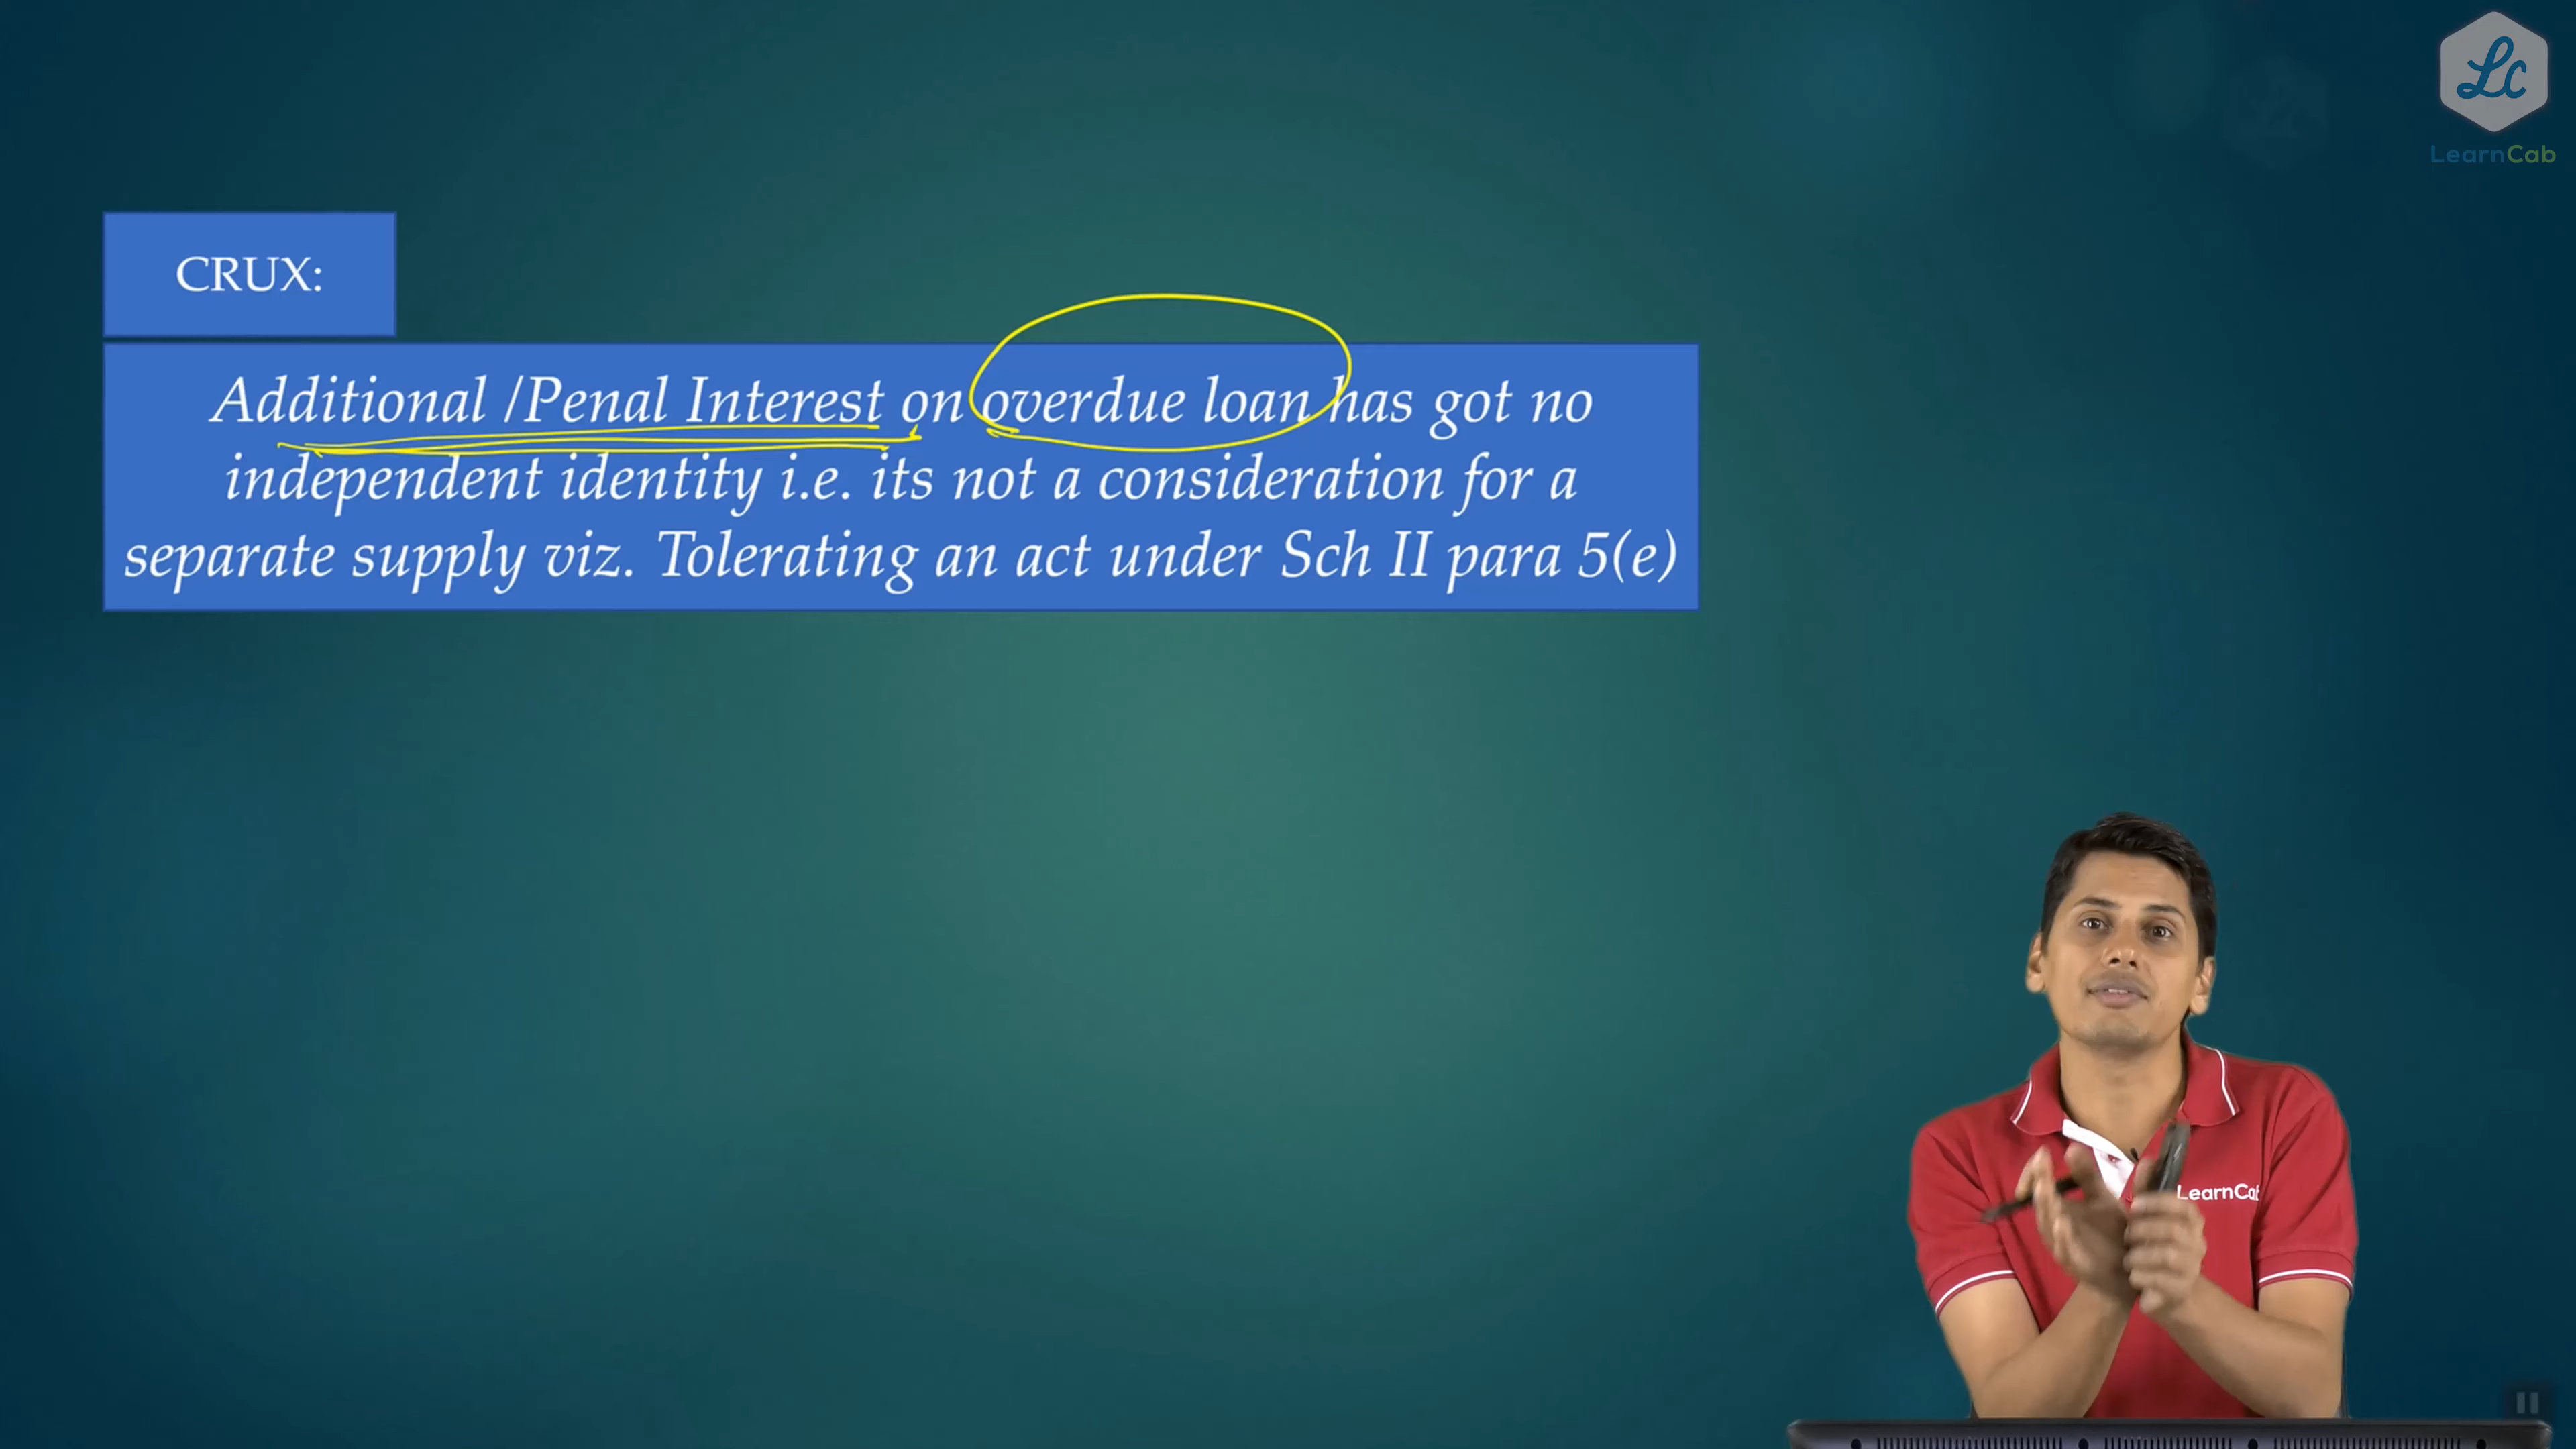 LearnCab
CRUX:
Additional /Penal Interest on overdue loan has got no
independent identity i.e. its not a consideration for a
separate supply viz. Tolerating an act under Sch II para 5(e)
LearnCab